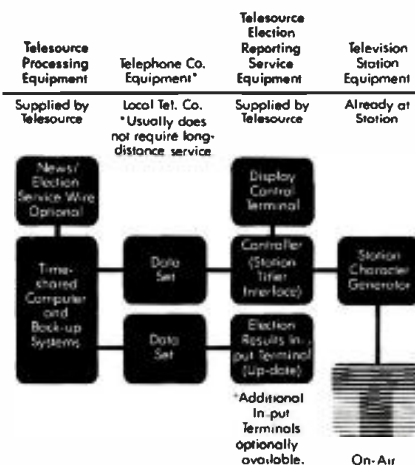 Telesource
Processing
Equipment
Supplied by
Telesource
Telephone Co.
Equipment*
Local Tel. Co.
*Usually does
not require long-
distance service
Telesource
Election
Reporting
Service
Equipment
Supplied by
Telesource
Television
Station
Equipment
Already at
Station
News/
Election
Service Wire
Optional
Display
Control
Terminal
Time-
shared
Computer
and
Back-up
Systems
Data
Set
Controller
(Station
Titler
Interface)
Station
Character
Generator
Data
Set
Election
Results In-
put Terminal
(Up-date)
*Additional
In-put
Terminals
optionally
available.
On-Air